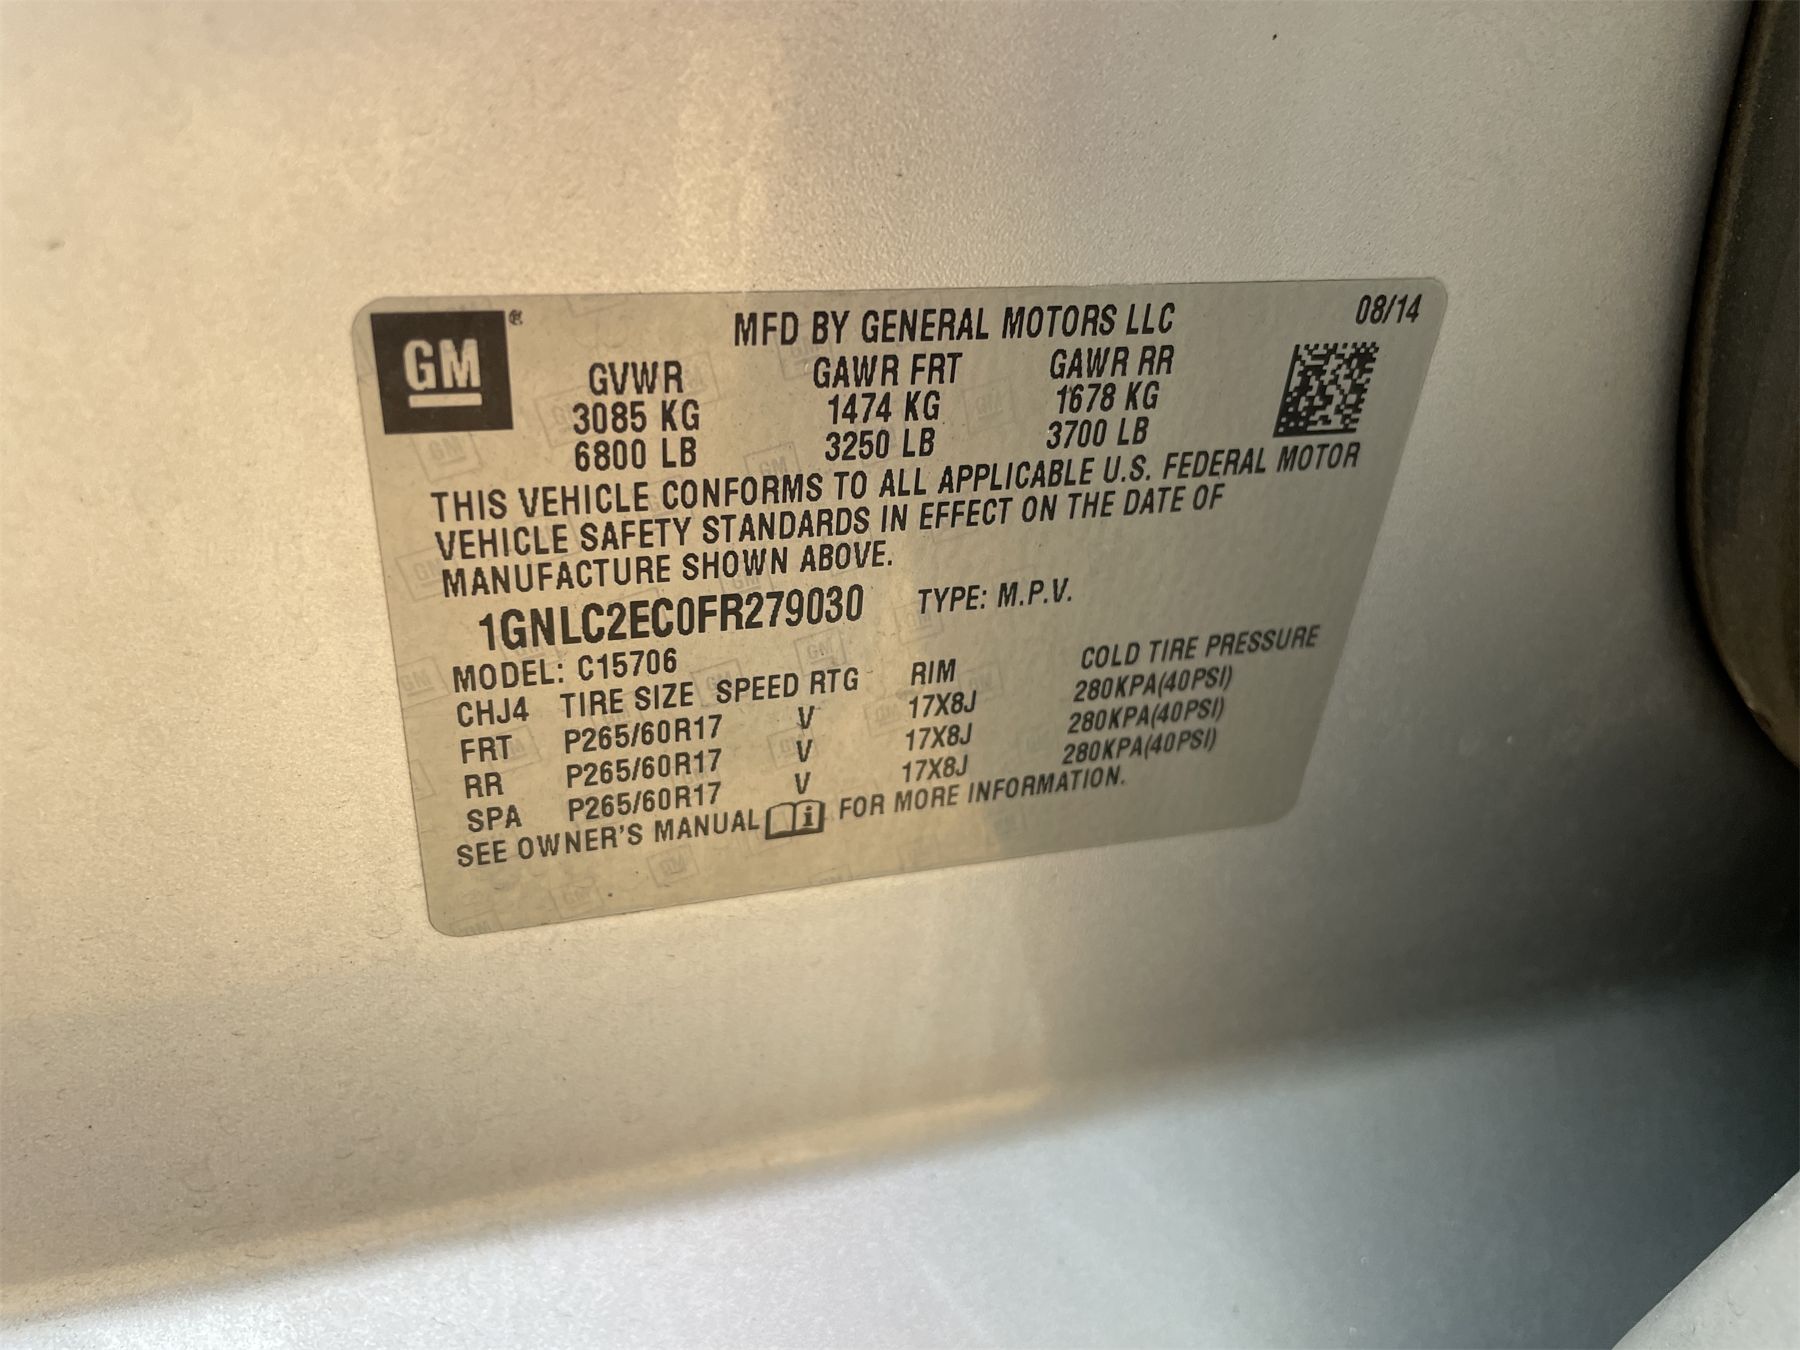 GM ®
MFD BY GENERAL MOTORS LLC 08/14
GVWR GAWR FRT GAWR RR
3085 KG 1474 KG 1678 KG
6800 LB 3250 LB 3700 LB
THIS VEHICLE CONFORMS TO ALL APPLICABLE U.S. FEDERAL MOTOR
VEHICLE SAFETY STANDARDS IN EFFECT ON THE DATE OF
MANUFACTURE SHOWN ABOVE.
1GNLC2EC0FR279030 TYPE: M.P.V.
MODEL: C15706
CHJ4 TIRE SIZE SPEED RTG RIM COLD TIRE PRESSURE
FRT P265/60R17 V 17X8J 280KPA(40PSI)
RR P265/60R17 V 17X8J 280KPA(40PSI)
SPA P265/60R17 V 17X8J 280KPA(40PSI)
SEE OWNER'S MANUAL FOR MORE INFORMATION.